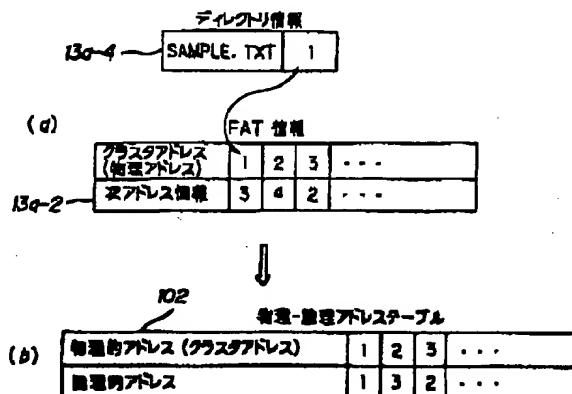 ディレクトリ情報
13a-4 SAMPLE. TXT 1
(a)
FAT 情報
クラスタアドレス (物理アドレス) 1 2 3 ・・・
13a-2 次アドレス情報 3 4 2
102
物理-論理アドレステーブル
(b)
物理的アドレス (クラスタアドレス) 1 2 3 ・・・
論理的アドレス 1 3 2 ・・・